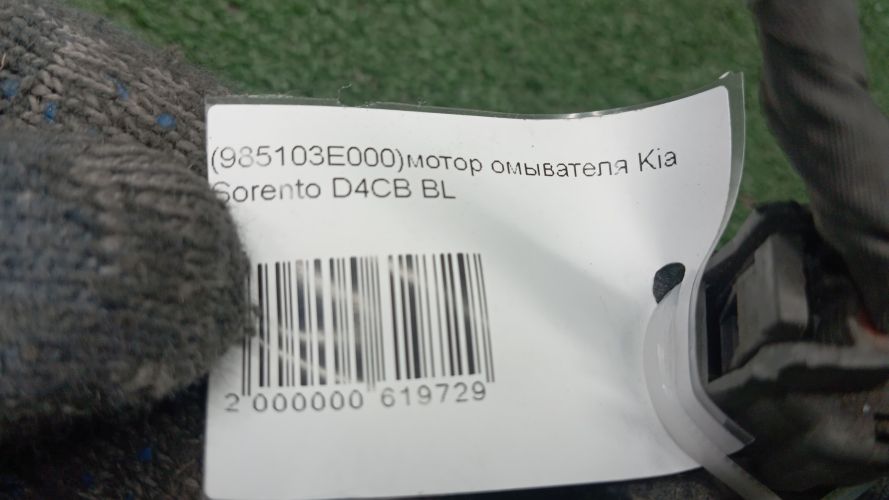 (985103E000)мотор омывателя Kia
Sorento D4CB BL
2 000000 619729